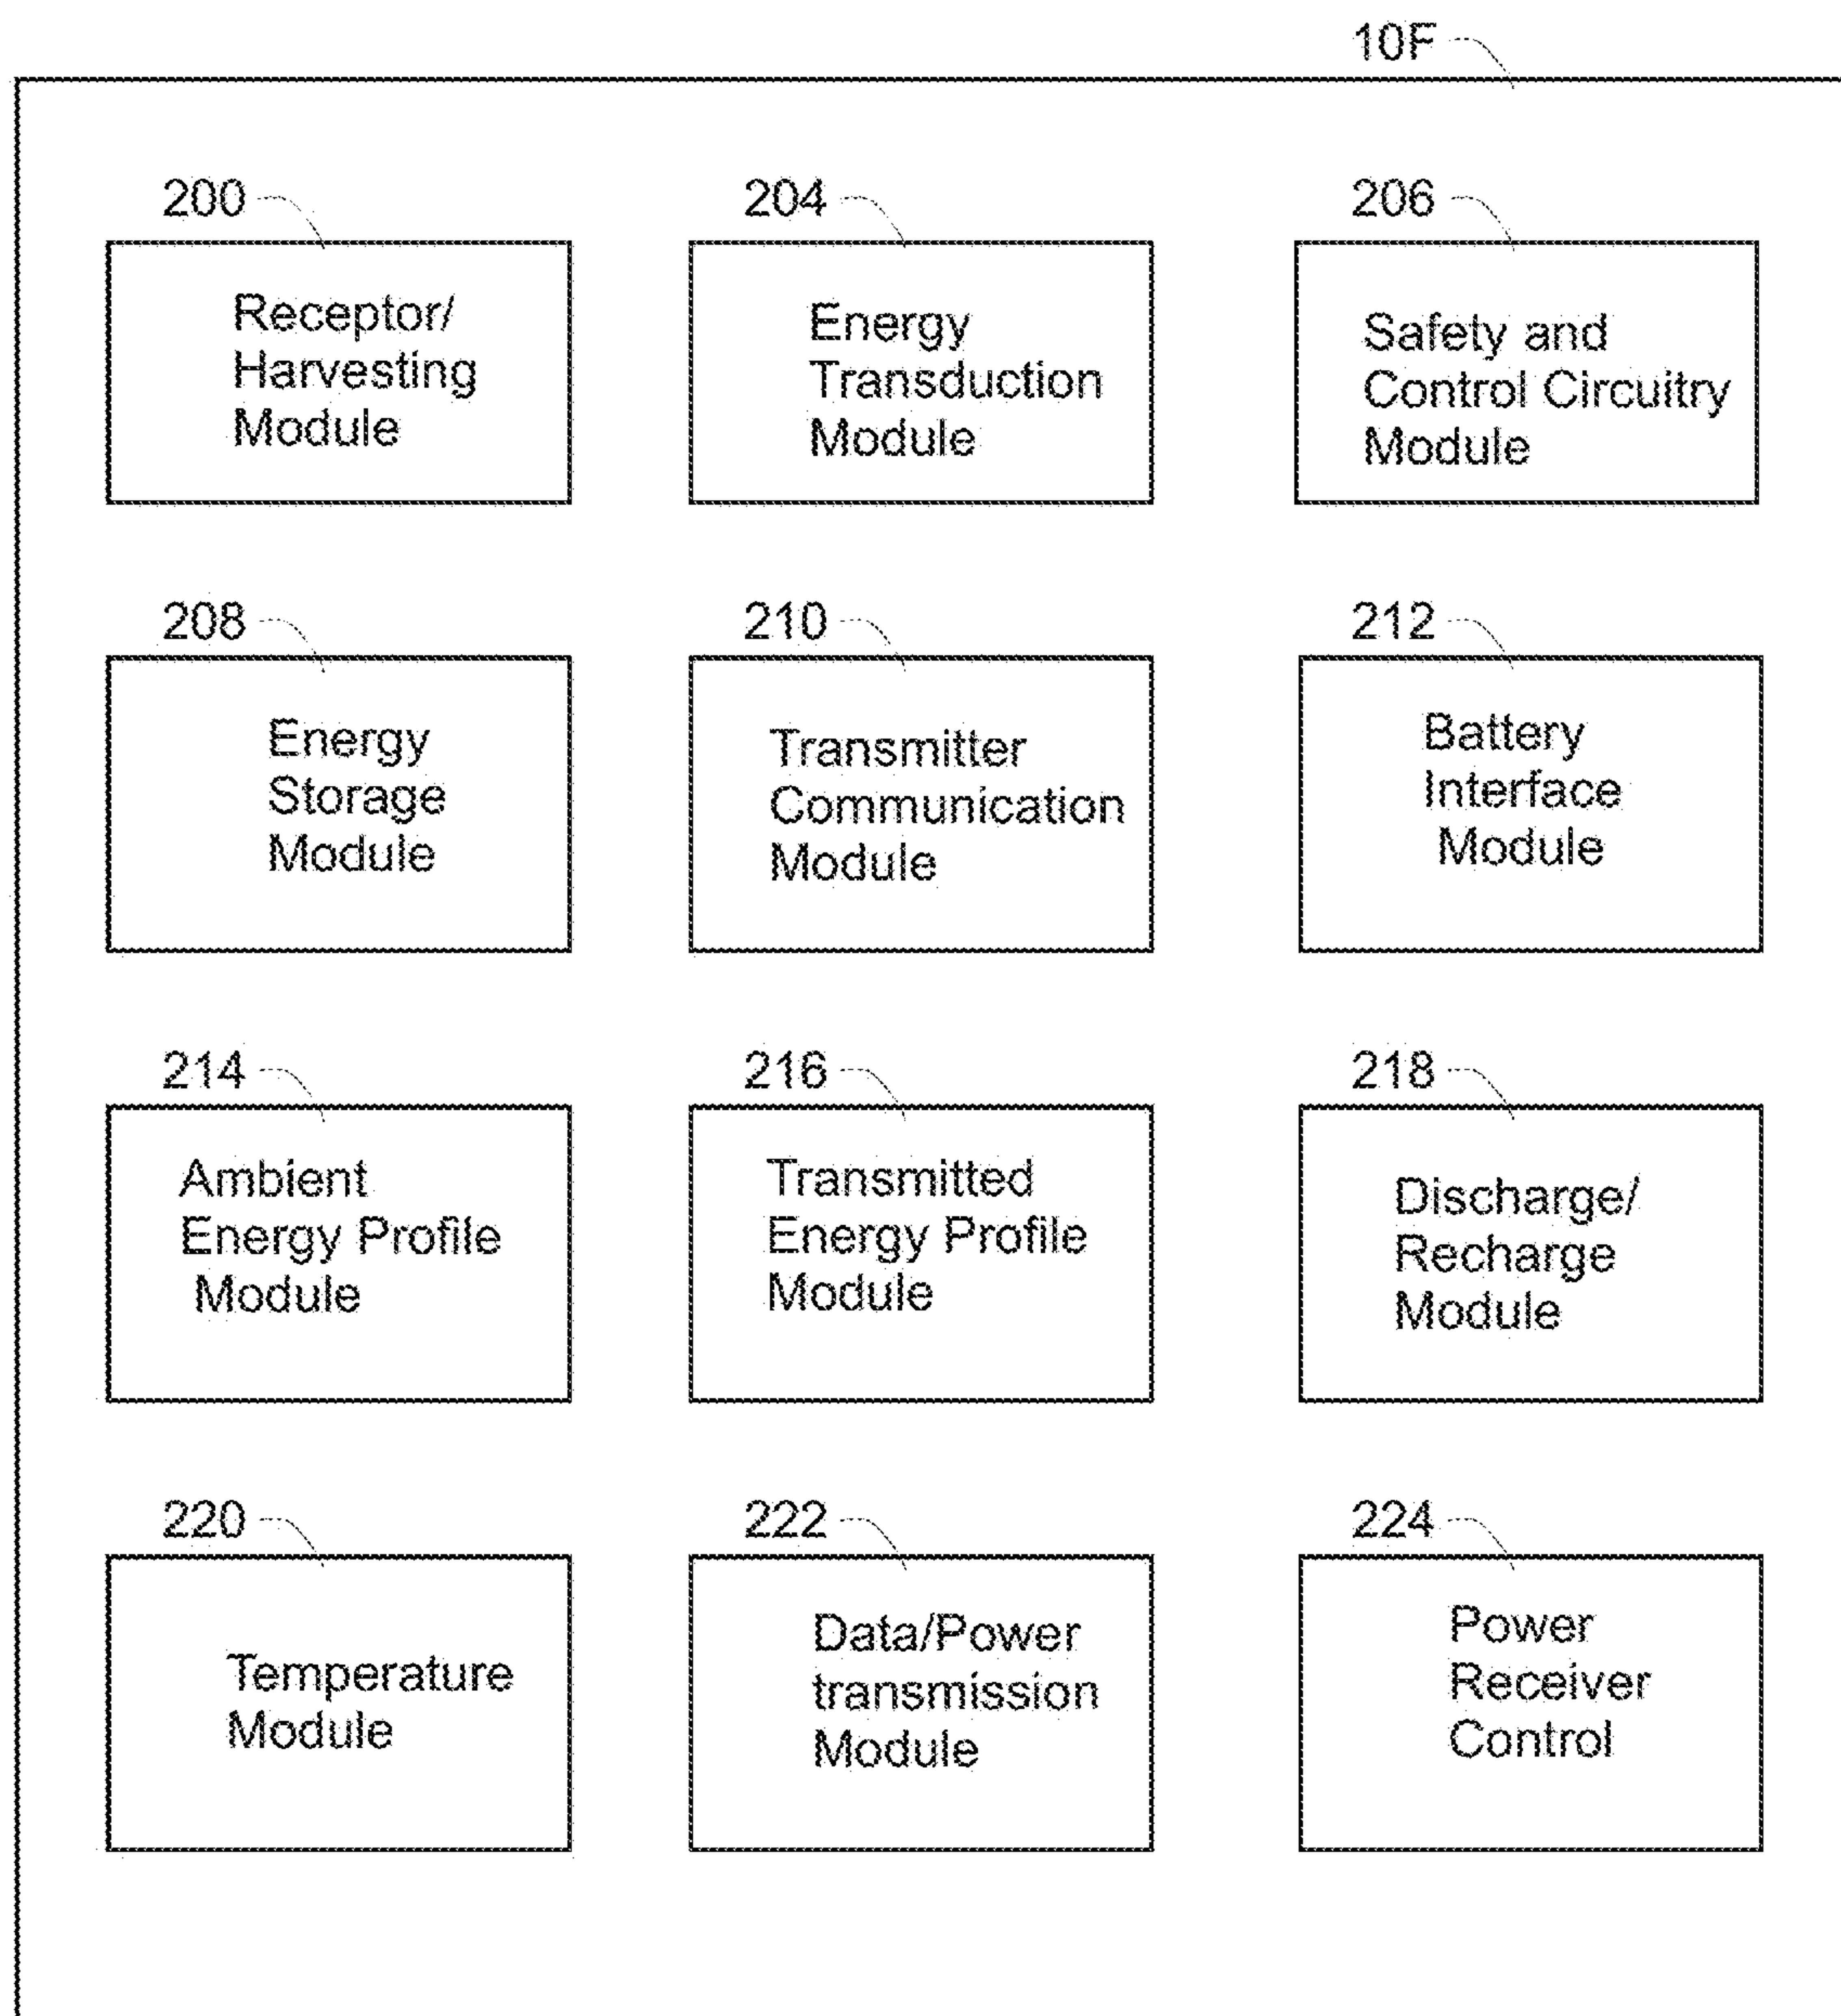 10F
200
Receptor/
Harvesting
Module
204
Energy
Transduction
Module
206
Safety and
Control Circuitry
Module
208
Energy
Storage
Module
210
Transmitter
Communication
Module
212
Battery
Interface
Module
214
Ambient
Energy Profile
Module
216
Transmitted
Energy Profile
Module
218
Discharge/
Recharge
Module
220
Temperature
Module
222
Data/Power
transmission
Module
224
Power
Receiver
Control